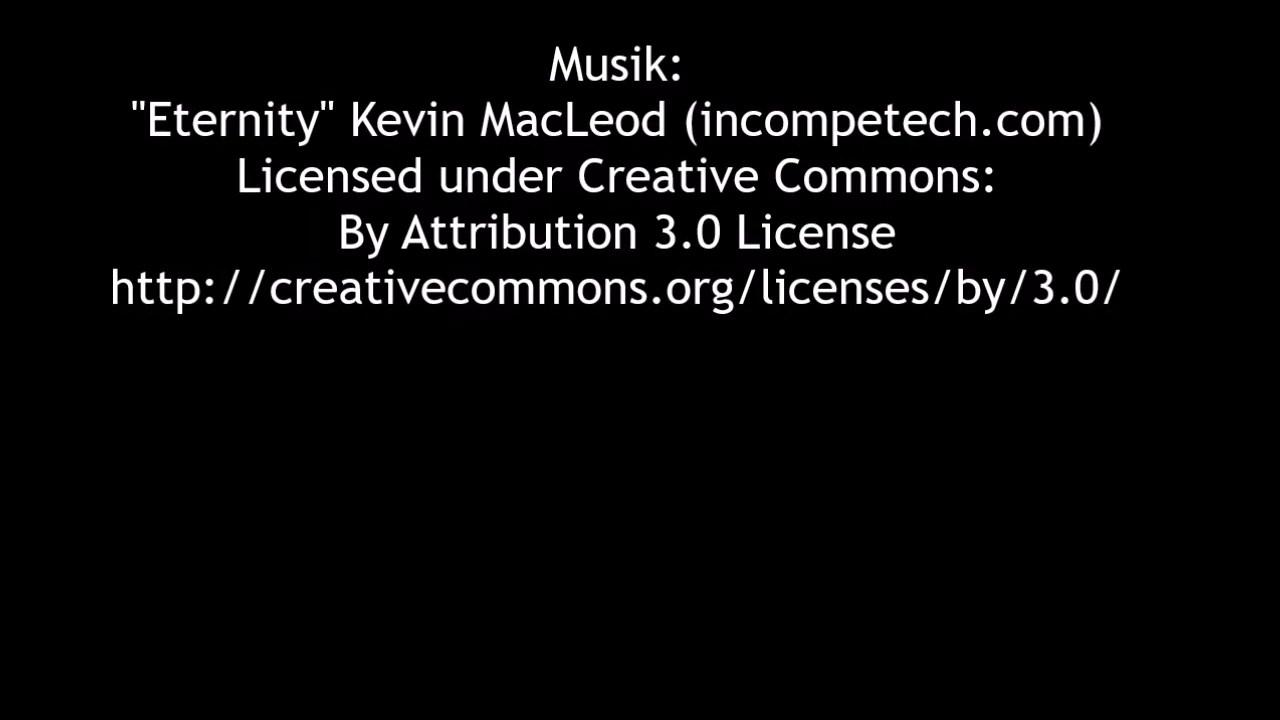 Musik:
"Eternity" Kevin MacLeod (incompetech.com)
Licensed under Creative Commons:
By Attribution 3.0 License
http://creativecommons.org/licenses/by/3.0/